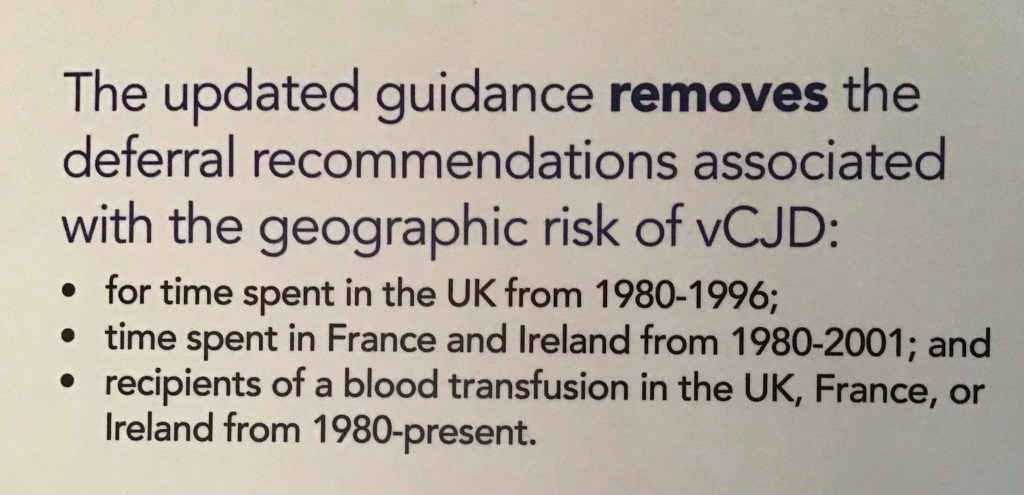 The updated guidance removes the
deferral recommendations associated
with the geographic risk of vCJD:
• for time spent in the UK from 1980-1996;
• time spent in France and Ireland from 1980-2001; and
• recipients of a blood transfusion in the UK, France, or
Ireland from 1980-present.